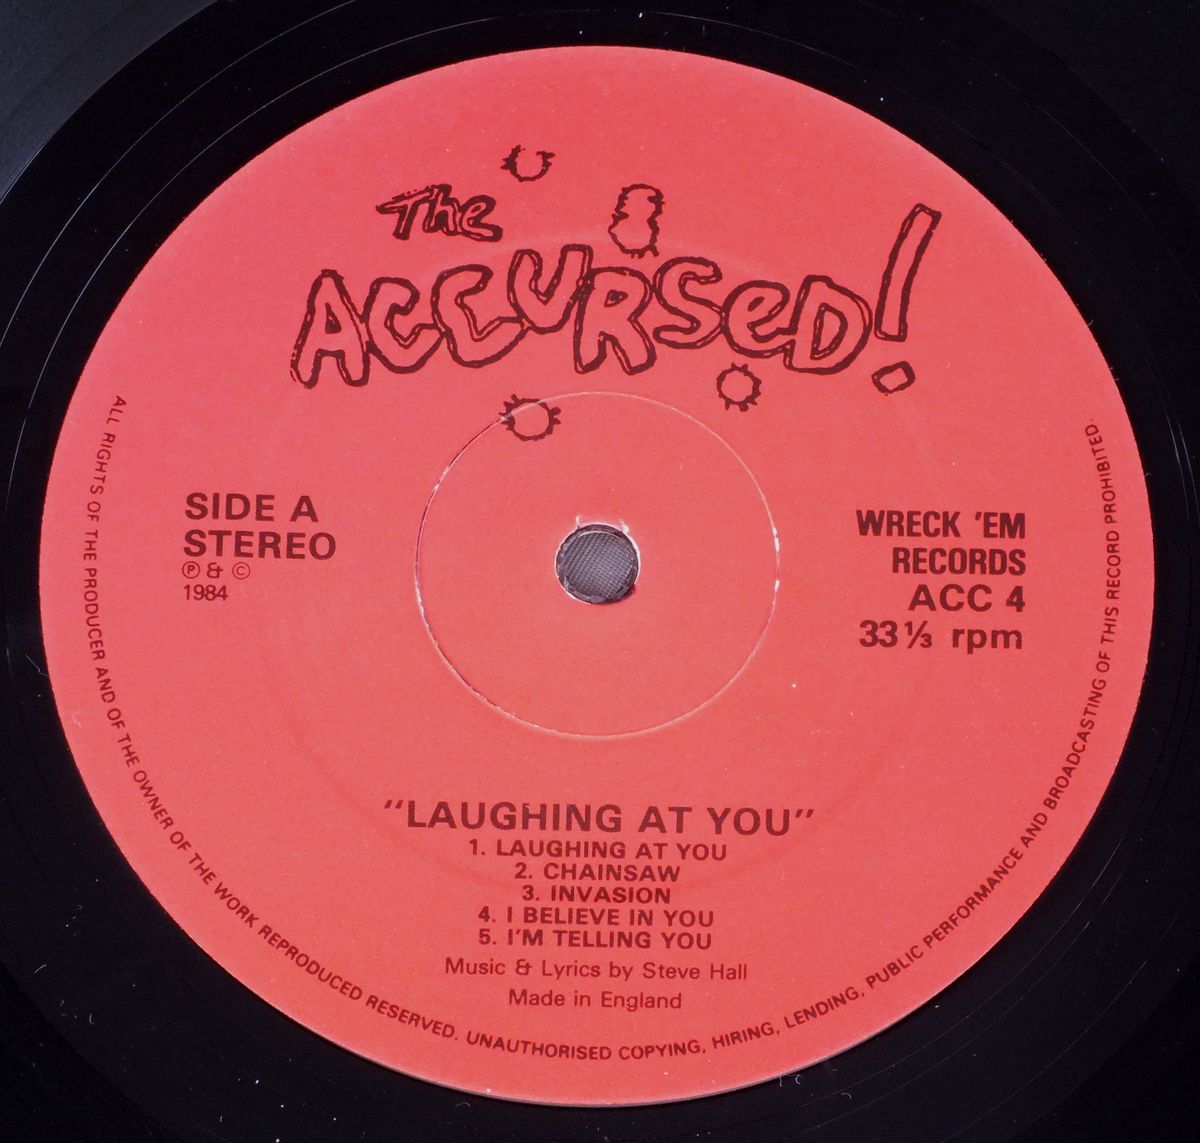 The
ACCURSED!
SIDE A
STEREO
Ⓟ & ©
1984
WRECK 'EM
RECORDS
ACC 4
33⅓ rpm
"LAUGHING AT YOU"
1. LAUGHING AT YOU
2. CHAINSAW
3. INVASION
4. I BELIEVE IN YOU
5. I'M TELLING YOU
Music & Lyrics by Steve Hall
Made in England
ALL RIGHTS OF THE PRODUCER AND OF THE OWNER OF THE WORK REPRODUCED RESERVED. UNAUTHORISED COPYING, HIRING, LENDING, PUBLIC PERFORMANCE AND BROADCASTING OF THIS RECORD PROHIBITED.